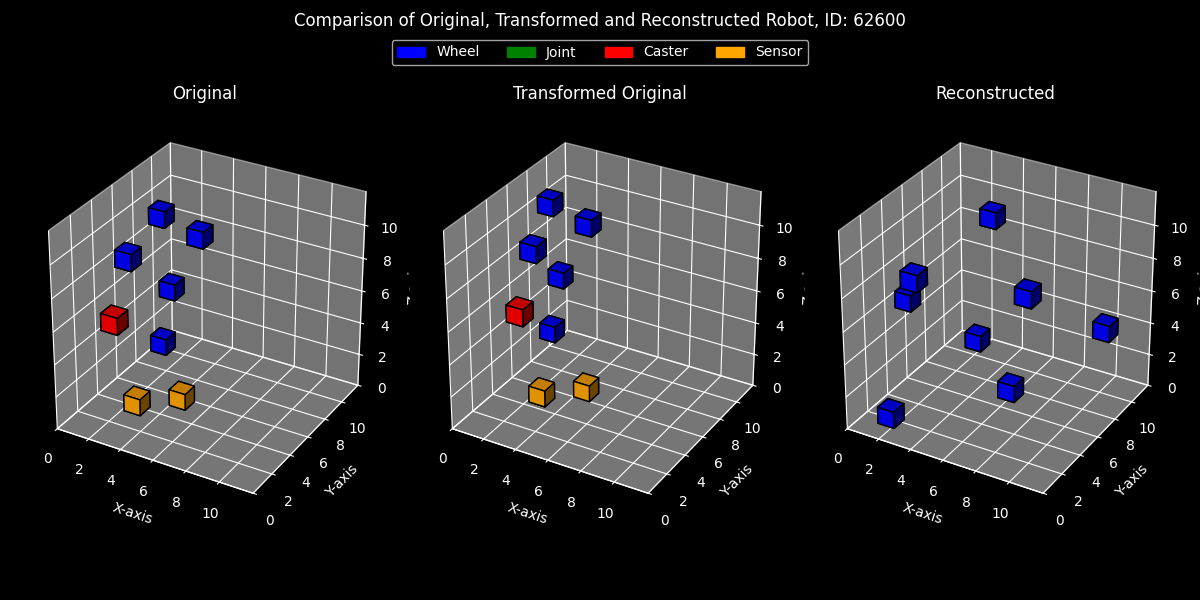 Comparison of Original, Transformed and Reconstructed Robot, ID: 62600
Wheel Joint Caster Sensor
Original Transformed Original Reconstructed
10 10 10
8 8 8
6 6 6
4 4 4
2 2 2
0 0 0
0 2 4 6 8 10 0 2 4 6 8 10 0 2 4 6 8 10
X-axis X-axis X-axis
0 2 4 6 8 10 0 2 4 6 8 10 0 2 4 6 8 10
Y-axis Y-axis Y-axis